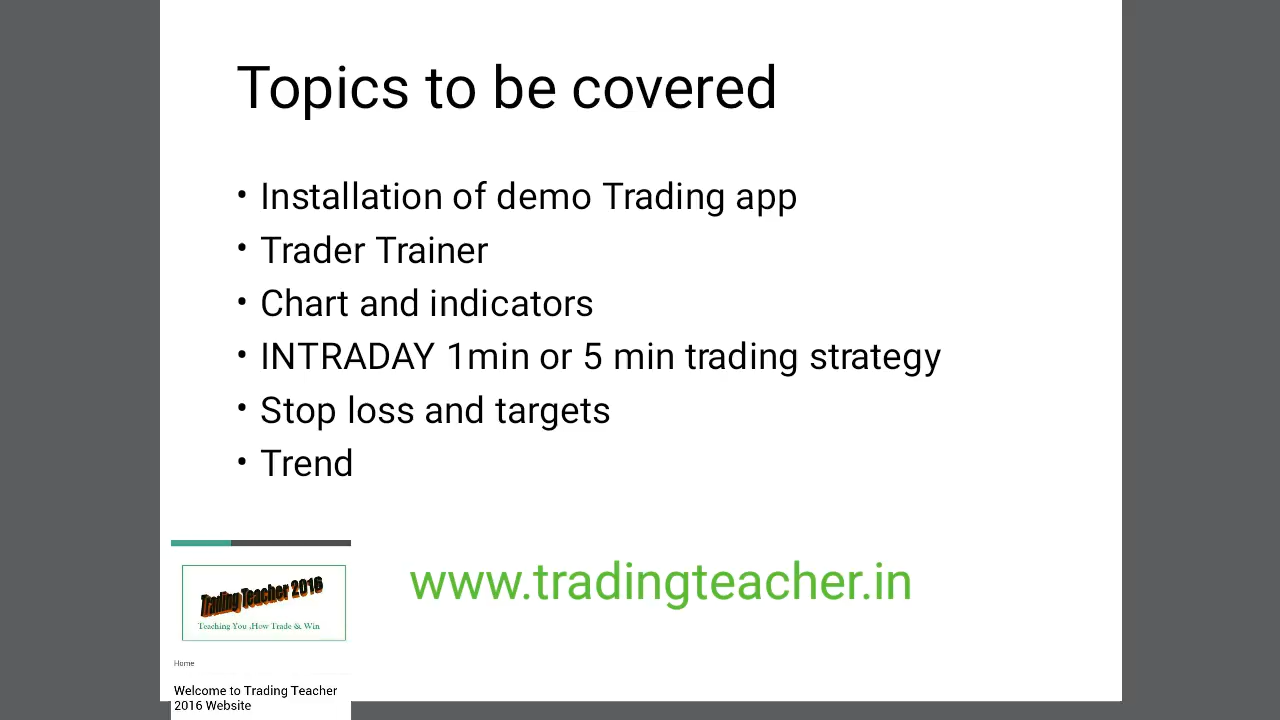 Topics to be covered
• Installation of demo Trading app
• Trader Trainer
• Chart and indicators
• INTRADAY 1min or 5 min trading strategy
• Stop loss and targets
• Trend
www.tradingteacher.in
Trading Teacher 2016
Teaching You ,How Trade & Win
Home
Welcome to Trading Teacher
2016 Website